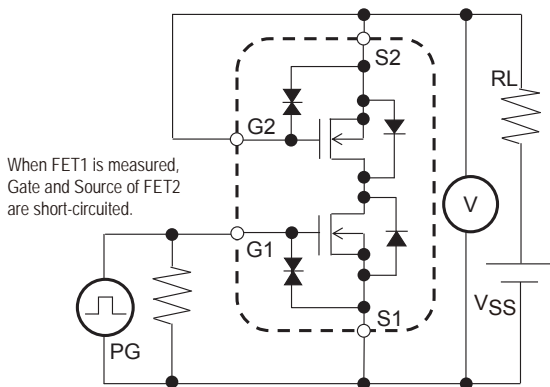 S2
RL
G2
When FET1 is measured,
Gate and Source of FET2
are short-circuited.
V
G1
VSS
S1
PG